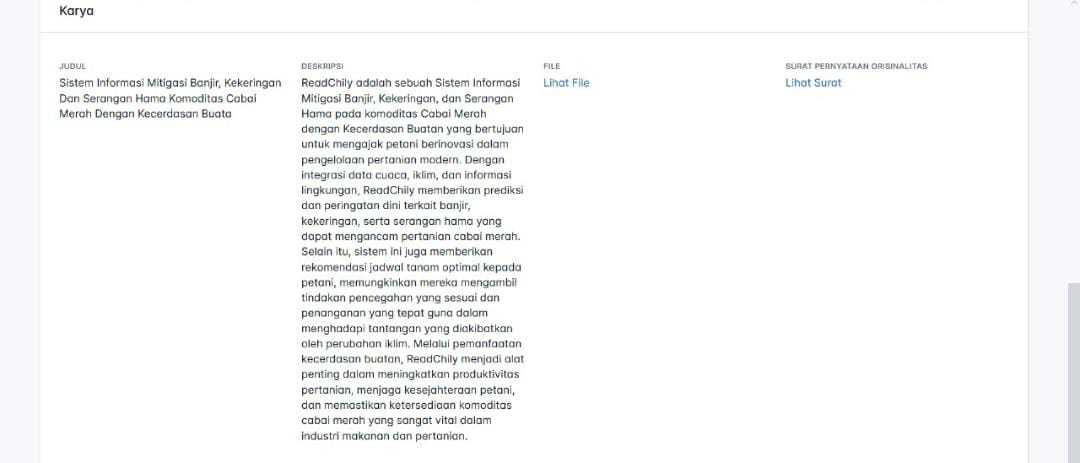 Karya
JUDUL
Sistem Informasi Mitigasi Banjir, Kekeringan
Dan Serangan Hama Komoditas Cabai
Merah Dengan Kecerdasan Buata
DESKRIPSI
ReadChily adalah sebuah Sistem Informasi
Mitigasi Banjir, Kekeringan, dan Serangan
Hama pada komoditas Cabai Merah
dengan Kecerdasan Buatan yang bertujuan
untuk mengajak petani berinovasi dalam
pengelolaan pertanian modern. Dengan
integrasi data cuaca, iklim, dan informasi
lingkungan, ReadChily memberikan prediksi
dan peringatan dini terkait banjir,
kekeringan, serta serangan hama yang
dapat mengancam pertanian cabai merah.
Selain itu, sistem ini juga memberikan
rekomendasi jadwal tanam optimal kepada
petani, memungkinkan mereka mengambil
tindakan pencegahan yang sesuai dan
penanganan yang tepat guna dalam
menghadapi tantangan yang diakibatkan
oleh perubahan iklim. Melalui pemanfaatan
kecerdasan buatan, ReadChily menjadi alat
penting dalam meningkatkan produktivitas
pertanian, menjaga kesejahteraan petani,
dan memastikan ketersediaan komoditas
cabai merah yang sangat vital dalam
industri makanan dan pertanian.
FILE
Lihat File
SURAT PERNYATAAN ORISINALITAS
Lihat Surat